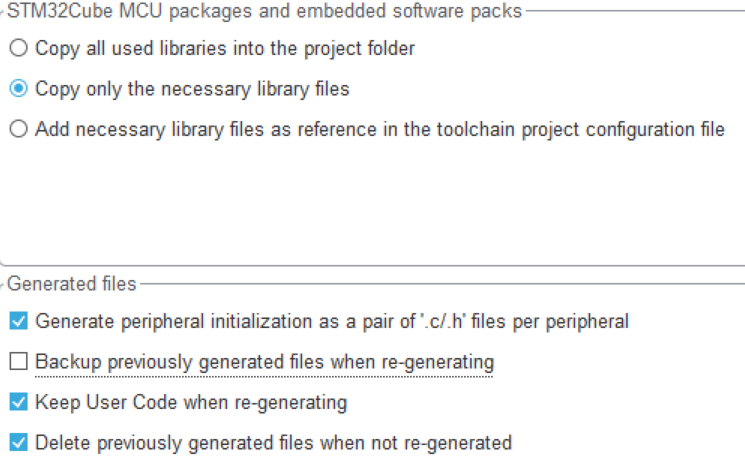 STM32Cube MCU packages and embedded software packs
Copy all used libraries into the project folder
Copy only the necessary library files
Add necessary library files as reference in the toolchain project configuration file
Generated files
Generate peripheral initialization as a pair of '.c/.h' files per peripheral
Backup previously generated files when re-generating
Keep User Code when re-generating
Delete previously generated files when not re-generated